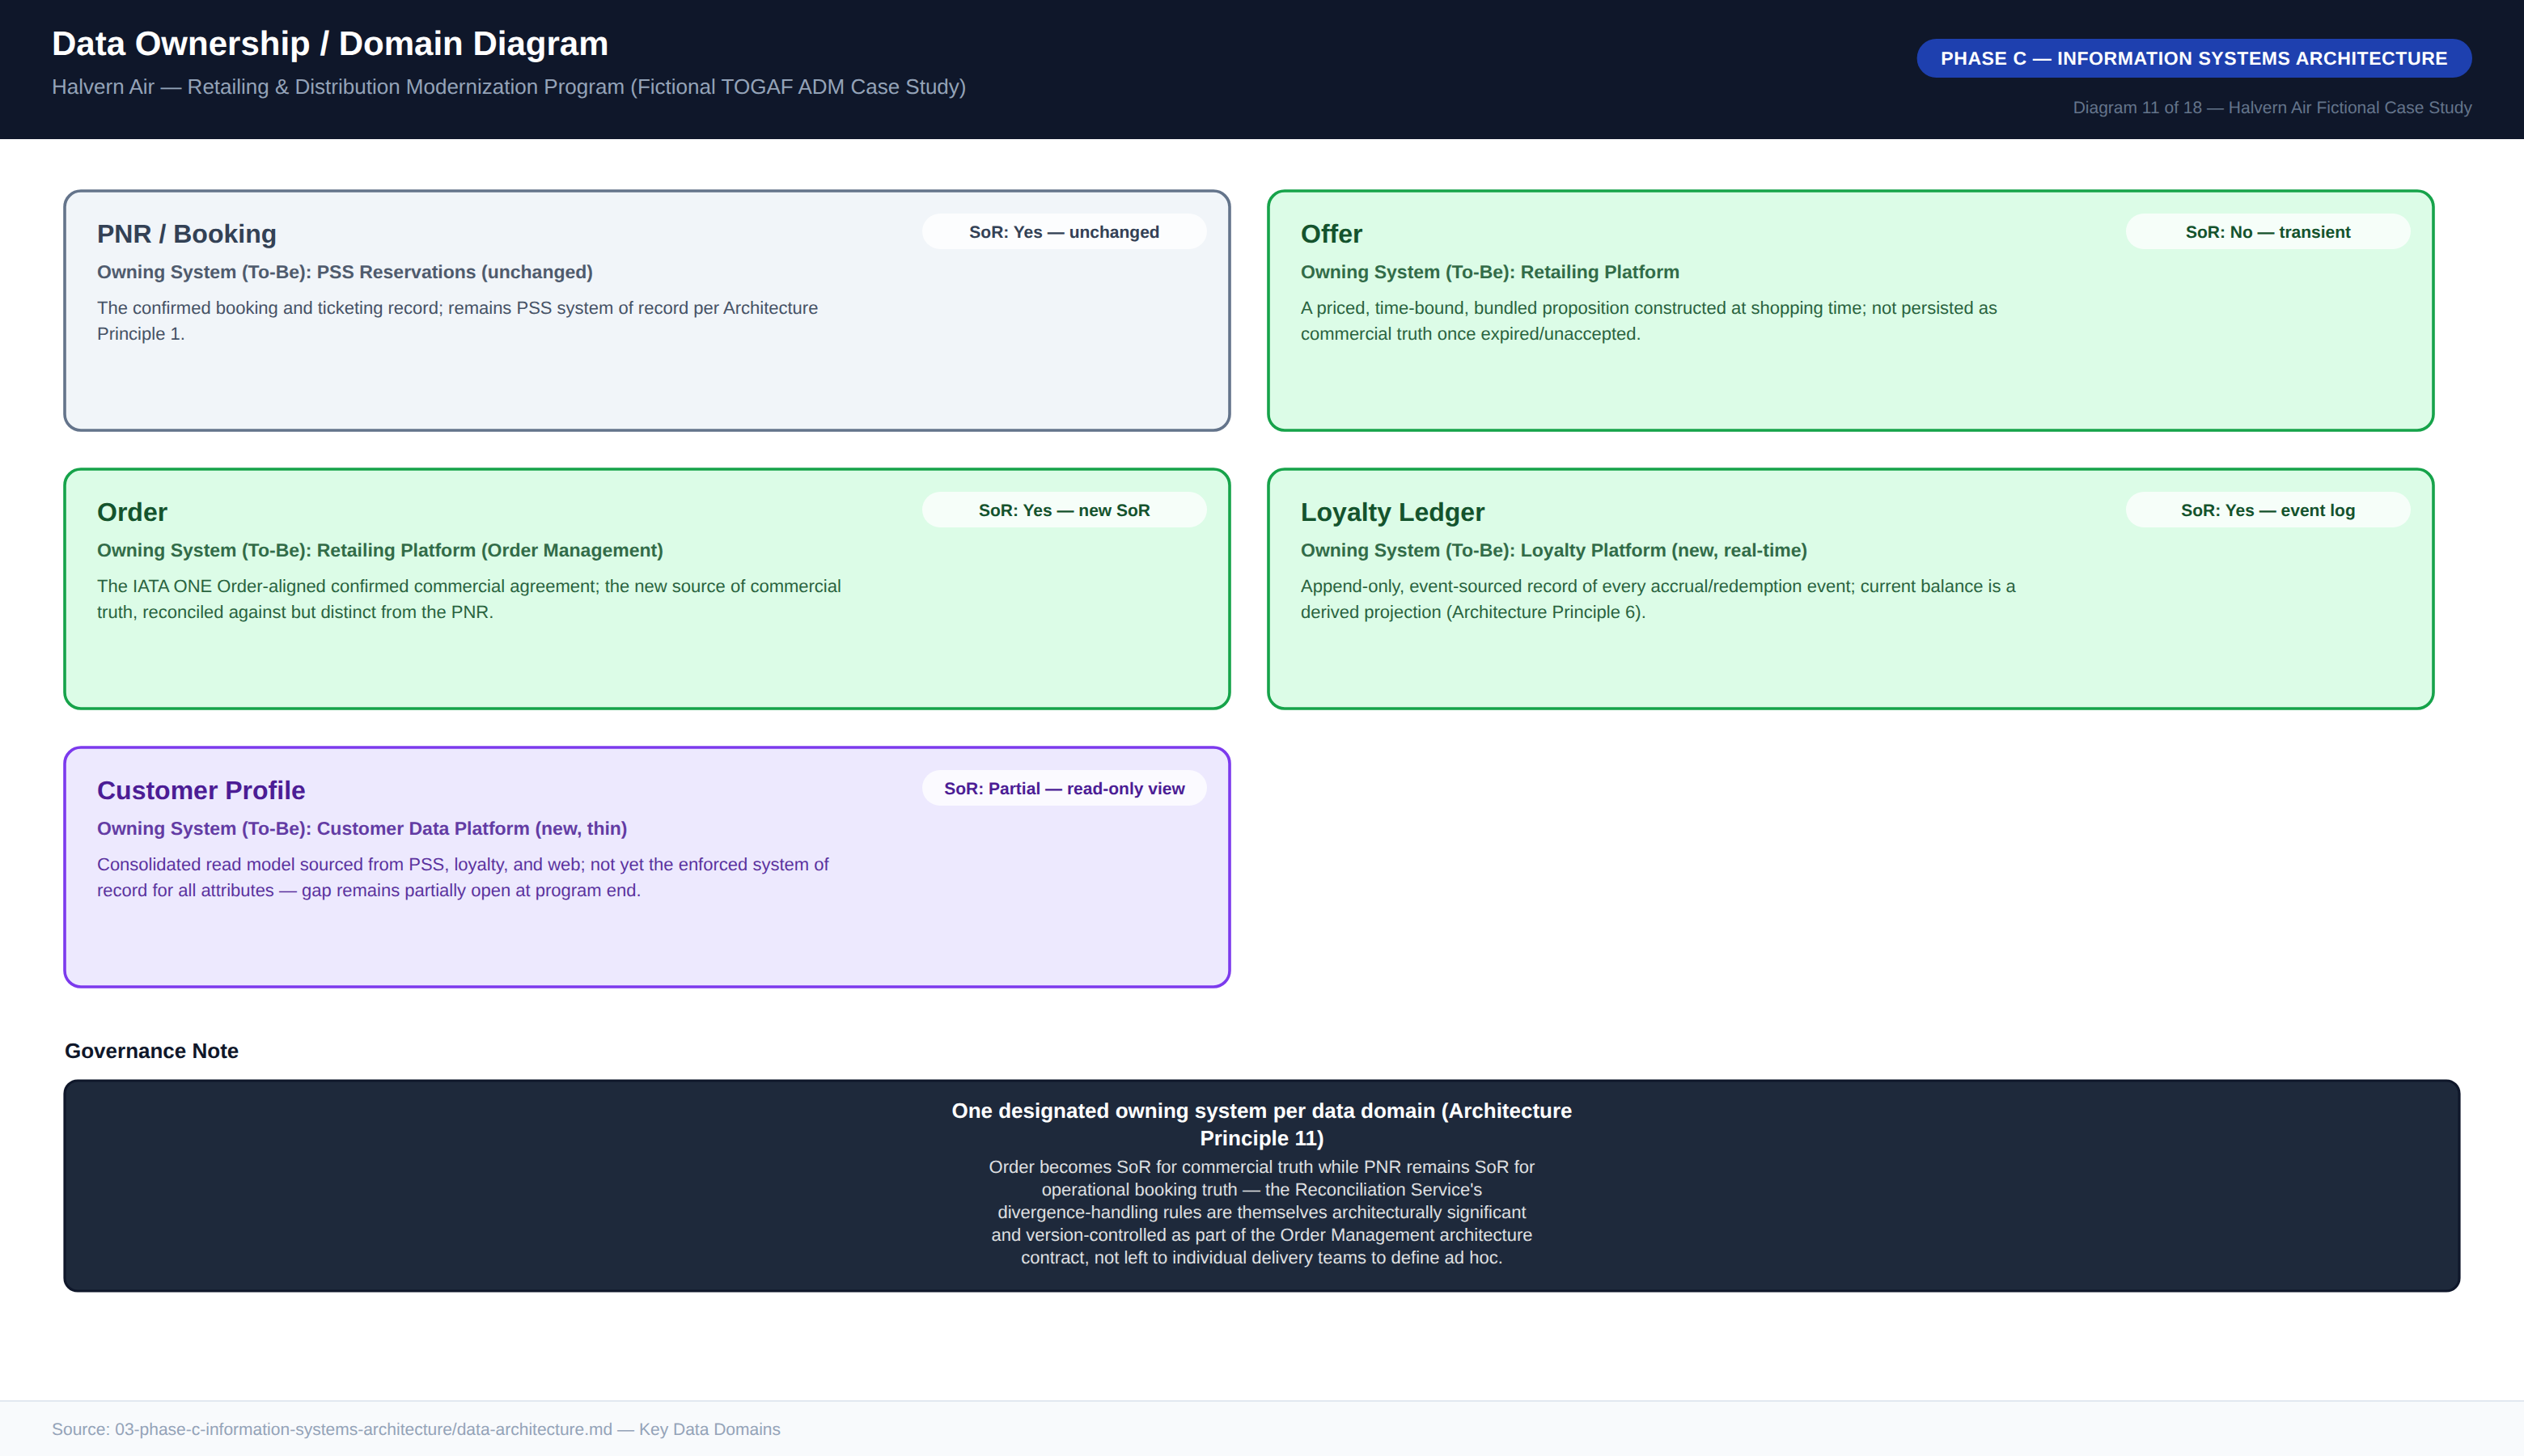 Data Ownership / Domain Diagram
Halvern Air — Retailing & Distribution Modernization Program (Fictional TOGAF ADM Case Study)
PHASE C — INFORMATION SYSTEMS ARCHITECTURE
Diagram 11 of 18 — Halvern Air Fictional Case Study
PNR / Booking
SoR: Yes — unchanged
Owning System (To-Be): PSS Reservations (unchanged)
The confirmed booking and ticketing record; remains PSS system of record per Architecture
Principle 1.
Offer
SoR: No — transient
Owning System (To-Be): Retailing Platform
A priced, time-bound, bundled proposition constructed at shopping time; not persisted as
commercial truth once expired/unaccepted.
Order
SoR: Yes — new SoR
Owning System (To-Be): Retailing Platform (Order Management)
The IATA ONE Order-aligned confirmed commercial agreement; the new source of commercial
truth, reconciled against but distinct from the PNR.
Loyalty Ledger
SoR: Yes — event log
Owning System (To-Be): Loyalty Platform (new, real-time)
Append-only, event-sourced record of every accrual/redemption event; current balance is a
derived projection (Architecture Principle 6).
Customer Profile
SoR: Partial — read-only view
Owning System (To-Be): Customer Data Platform (new, thin)
Consolidated read model sourced from PSS, loyalty, and web; not yet the enforced system of
record for all attributes — gap remains partially open at program end.
Governance Note
One designated owning system per data domain (Architecture
Principle 11)
Order becomes SoR for commercial truth while PNR remains SoR for
operational booking truth — the Reconciliation Service's
divergence-handling rules are themselves architecturally significant
and version-controlled as part of the Order Management architecture
contract, not left to individual delivery teams to define ad hoc.
Source: 03-phase-c-information-systems-architecture/data-architecture.md — Key Data Domains